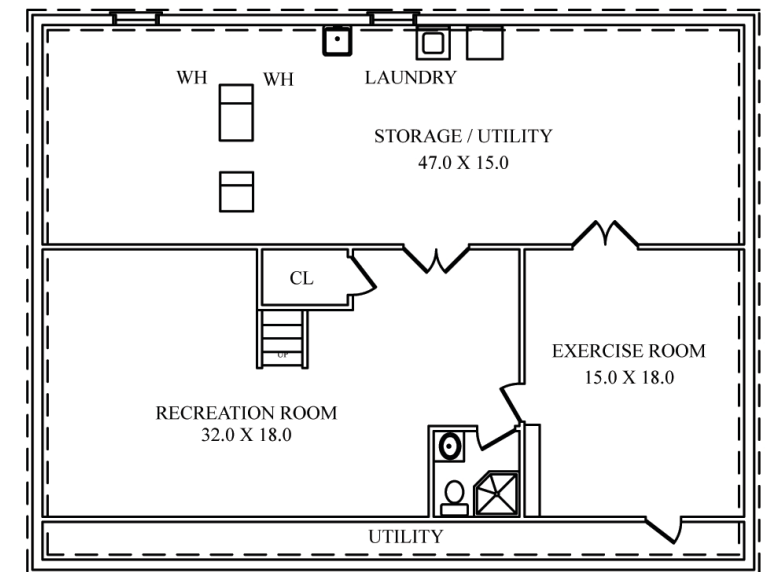 WH
WH
LAUNDRY
STORAGE / UTILITY
47.0 X 15.0
CL
UP
EXERCISE ROOM
15.0 X 18.0
RECREATION ROOM
32.0 X 18.0
UTILITY